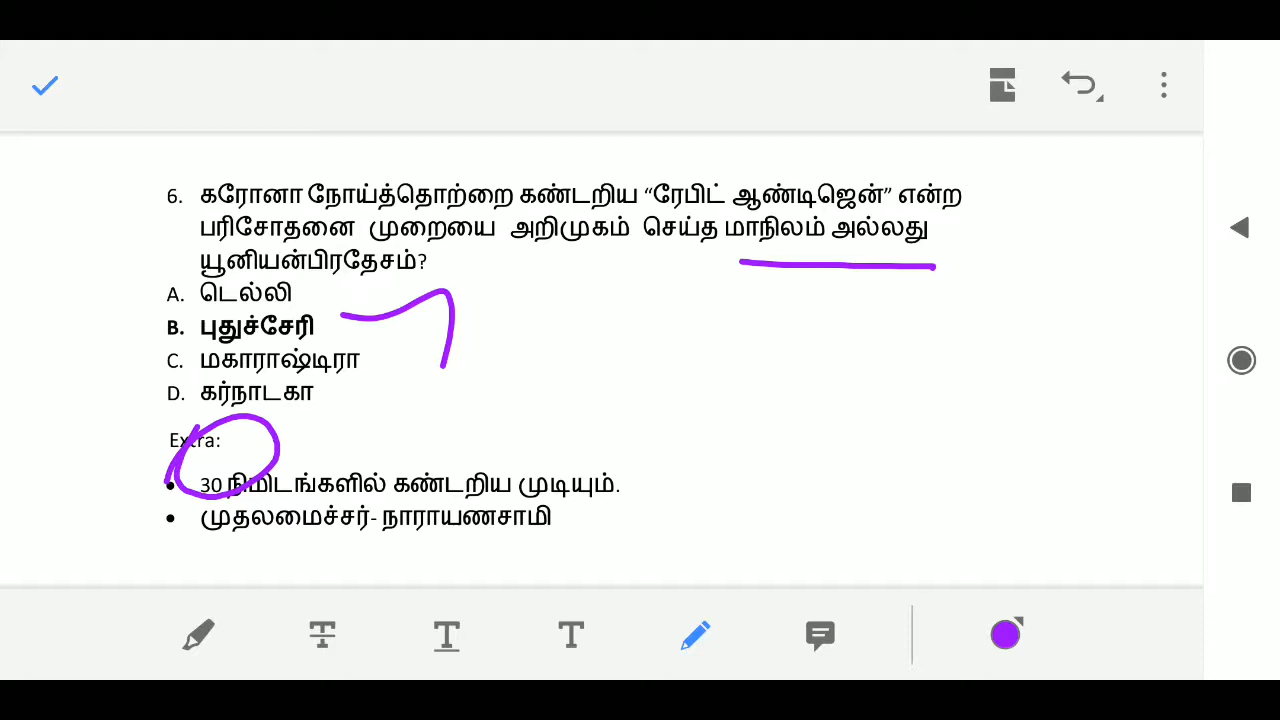 6. கரோனா நோய்த்தொற்றை கண்டறிய “ரேபிட் ஆண்டிஜென்” என்ற
பரிசோதனை முறையை அறிமுகம் செய்த மாநிலம் அல்லது
யூனியன்பிரதேசம்?
A. டெல்லி
B. புதுச்சேரி
C. மகாராஷ்டிரா
D. கர்நாடகா
Extra:
• 30 நிமிடங்களில் கண்டறிய முடியும்.
• முதலமைச்சர்- நாராயணசாமி